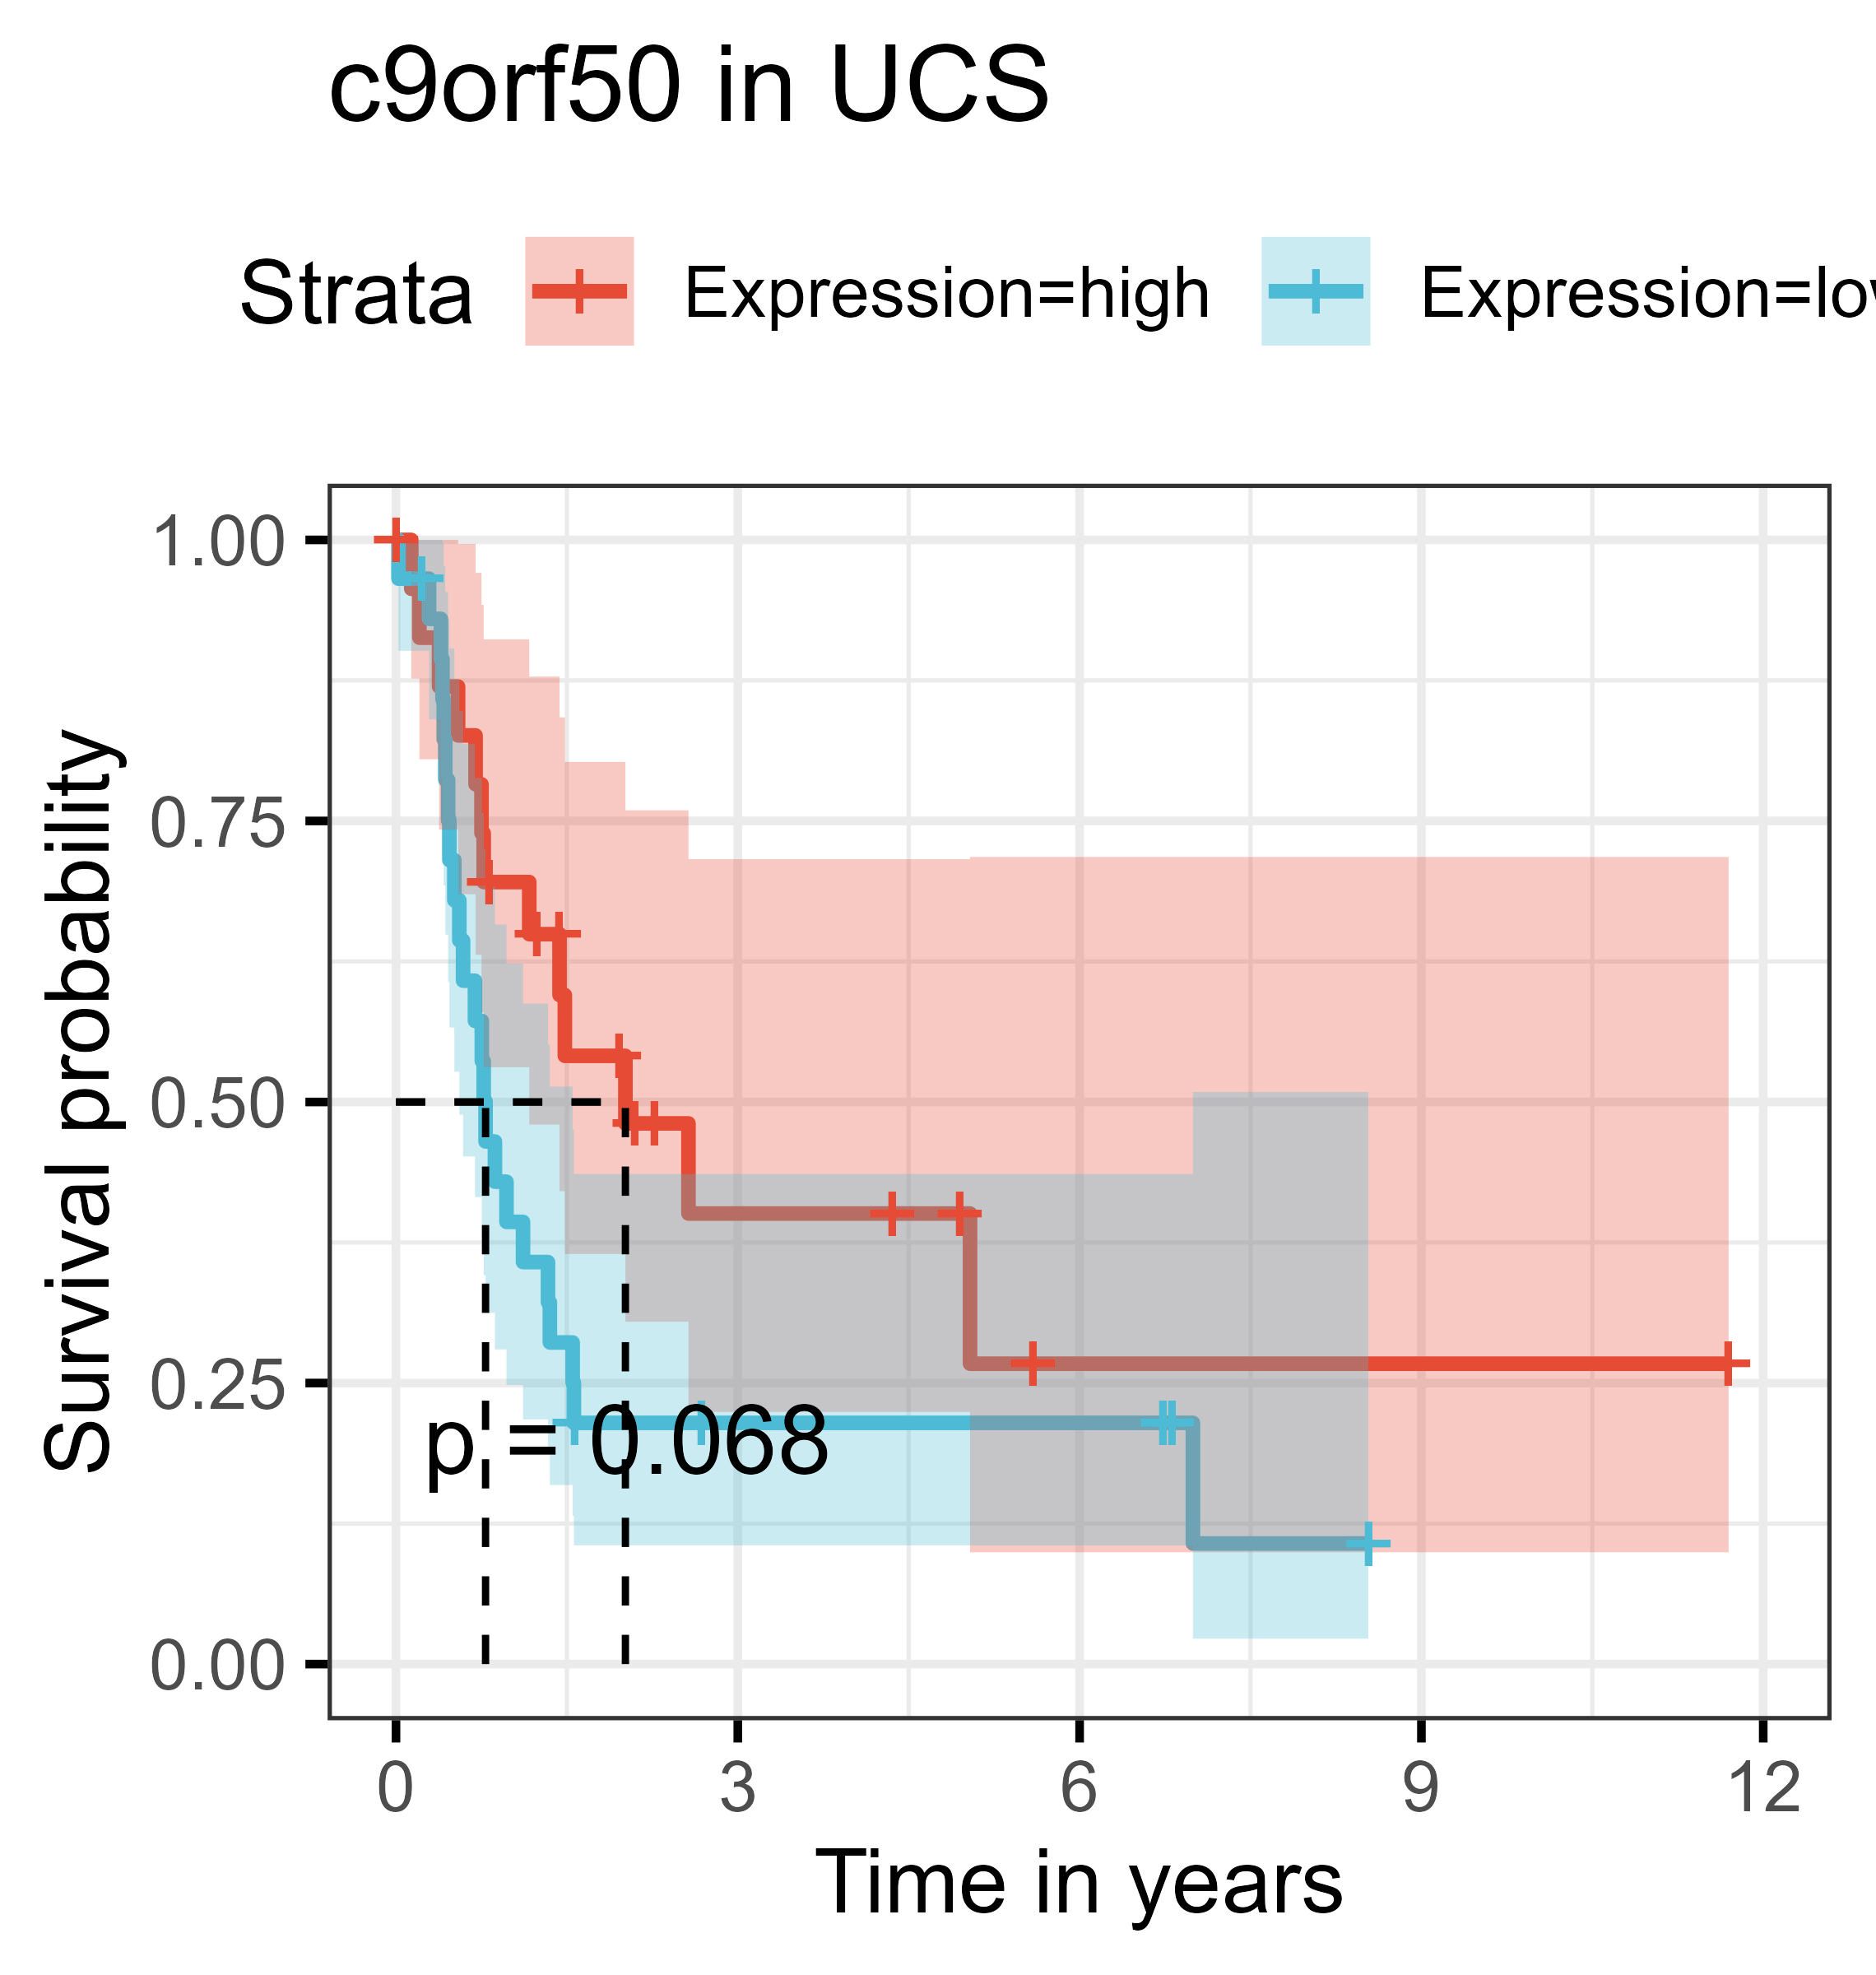 c9orf50 in UCS
Strata Expression=high Expression=lo
Survival probability
1.00
0.75
0.50
0.25
0.00
p = 0.068
0 3 6 9 12
Time in years